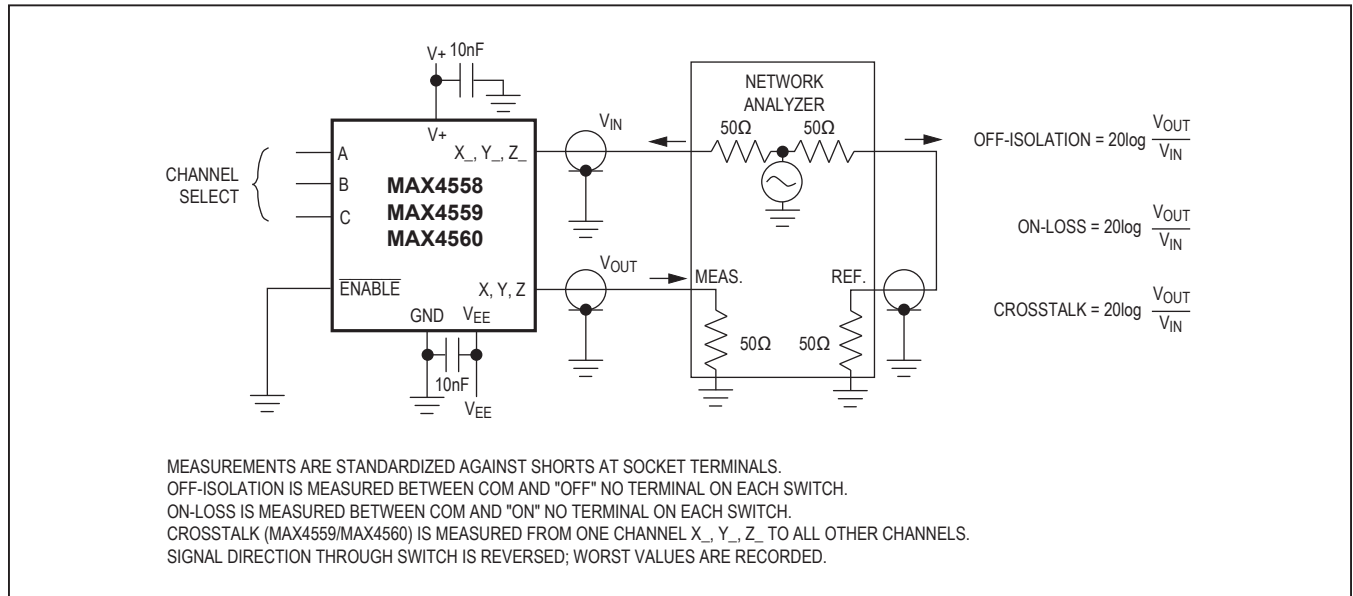 V+ 10nF
V+
CHANNEL
SELECT
A
B
C
X_, Y_, Z_
MAX4558
MAX4559
MAX4560
ENABLE
X, Y, Z
GND VEE
10nF
VEE
VIN
VOUT
NETWORK
ANALYZER
50Ω 50Ω
MEAS. REF.
50Ω 50Ω
OFF-ISOLATION = 20log VOUT
VIN
ON-LOSS = 20log VOUT
VIN
CROSSTALK = 20log VOUT
VIN
MEASUREMENTS ARE STANDARDIZED AGAINST SHORTS AT SOCKET TERMINALS.
OFF-ISOLATION IS MEASURED BETWEEN COM AND "OFF" NO TERMINAL ON EACH SWITCH.
ON-LOSS IS MEASURED BETWEEN COM AND "ON" NO TERMINAL ON EACH SWITCH.
CROSSTALK (MAX4559/MAX4560) IS MEASURED FROM ONE CHANNEL X_, Y_, Z_ TO ALL OTHER CHANNELS.
SIGNAL DIRECTION THROUGH SWITCH IS REVERSED; WORST VALUES ARE RECORDED.